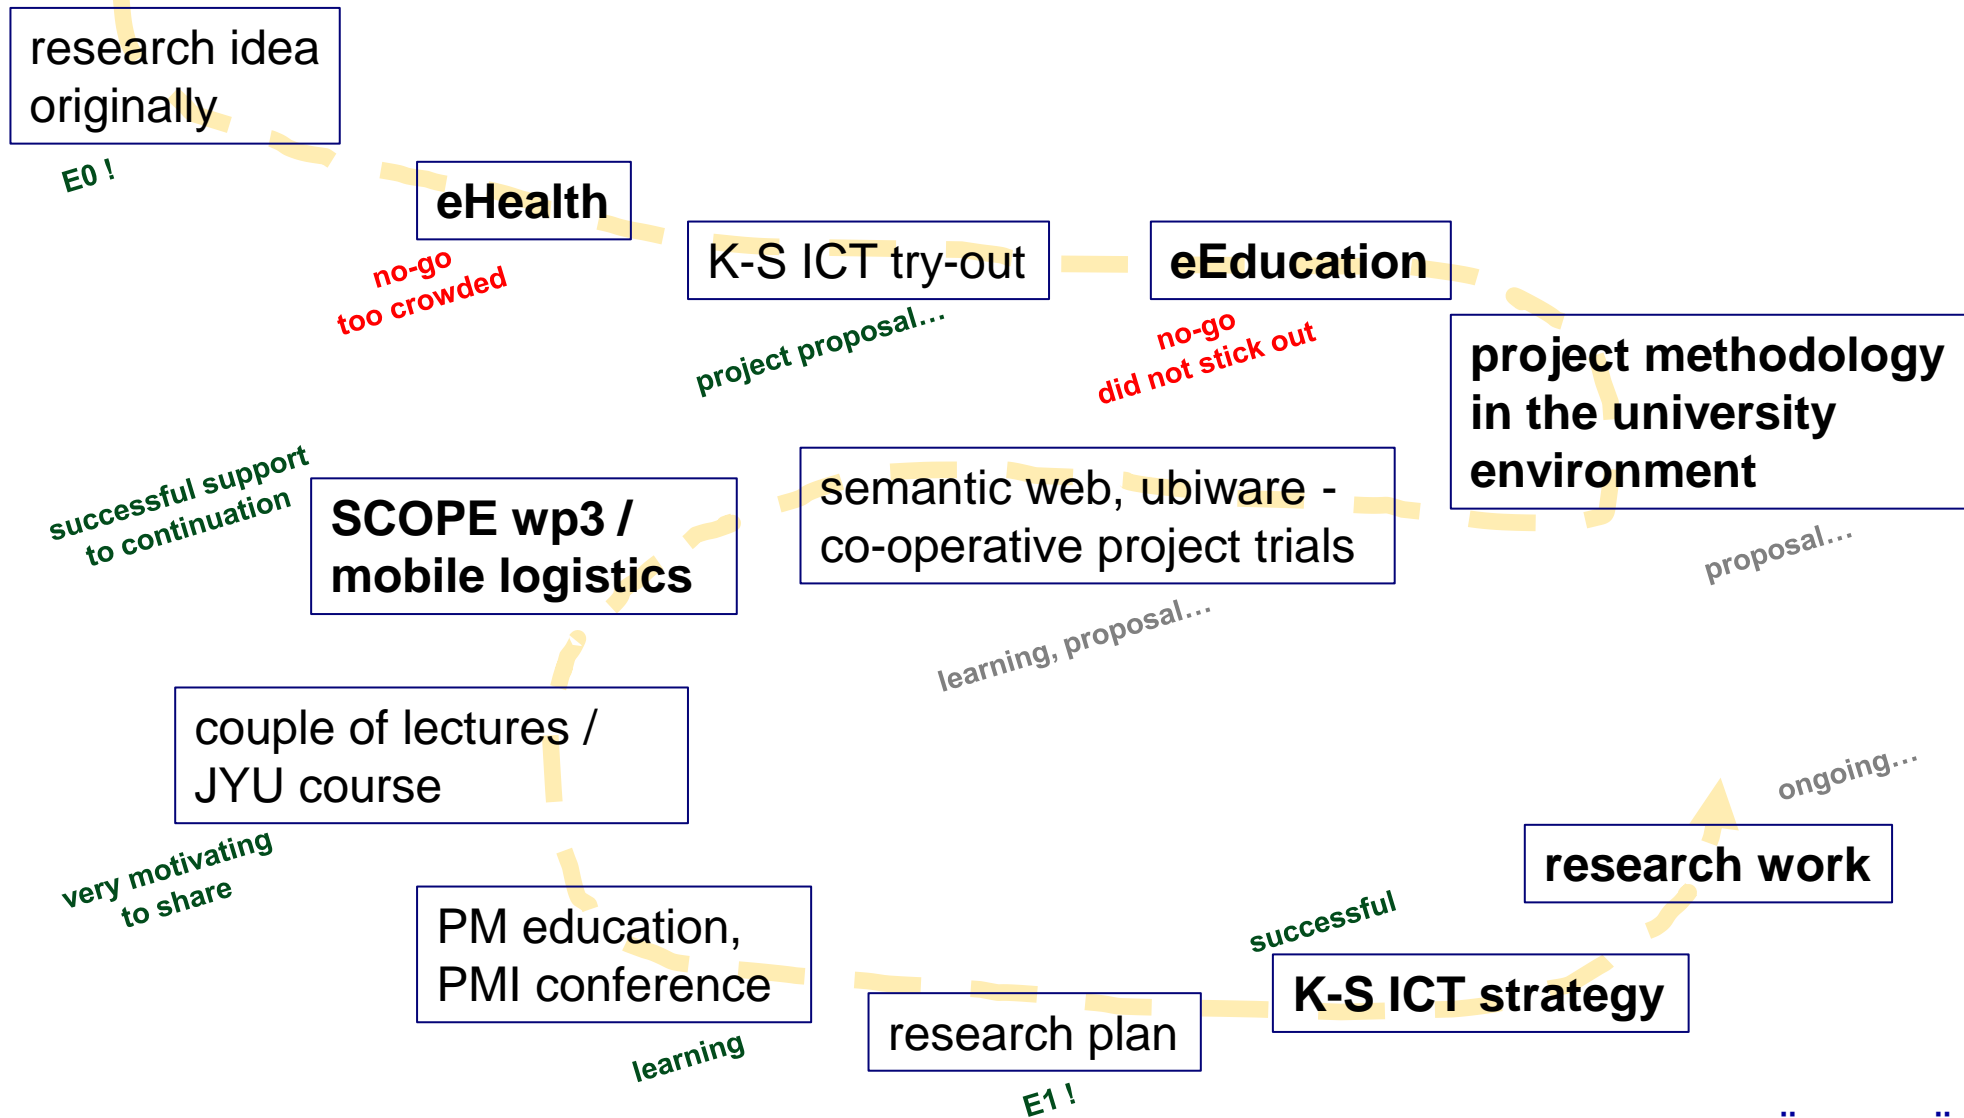 research idea
originally
E0 !
eHealth
no-go
too crowded
K-S ICT try-out
project proposal…
eEducation
no-go
did not stick out
project methodology
in the university
environment
proposal…
semantic web, ubiware -
co-operative project trials
learning, proposal…
SCOPE wp3 /
mobile logistics
successful support
to continuation
couple of lectures /
JYU course
very motivating
to share
PM education,
PMI conference
learning
research plan
E1 !
K-S ICT strategy
successful
research work
ongoing…